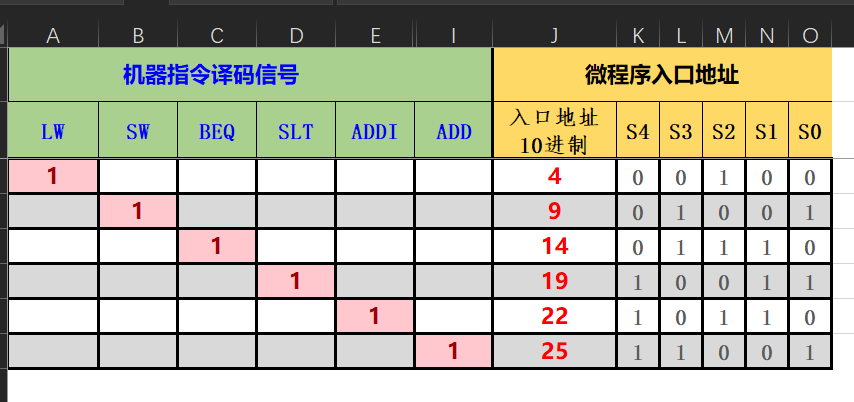 A B C D E I J K L M N O
机器指令译码信号 微程序入口地址
LW SW BEQ SLT ADDI ADD 入口地址 S4 S3 S2 S1 S0
10进制
1 4 0 0 1 0 0
1 9 0 1 0 0 1
1 14 0 1 1 1 0
1 19 1 0 0 1 1
1 22 1 0 1 1 0
1 25 1 1 0 0 1